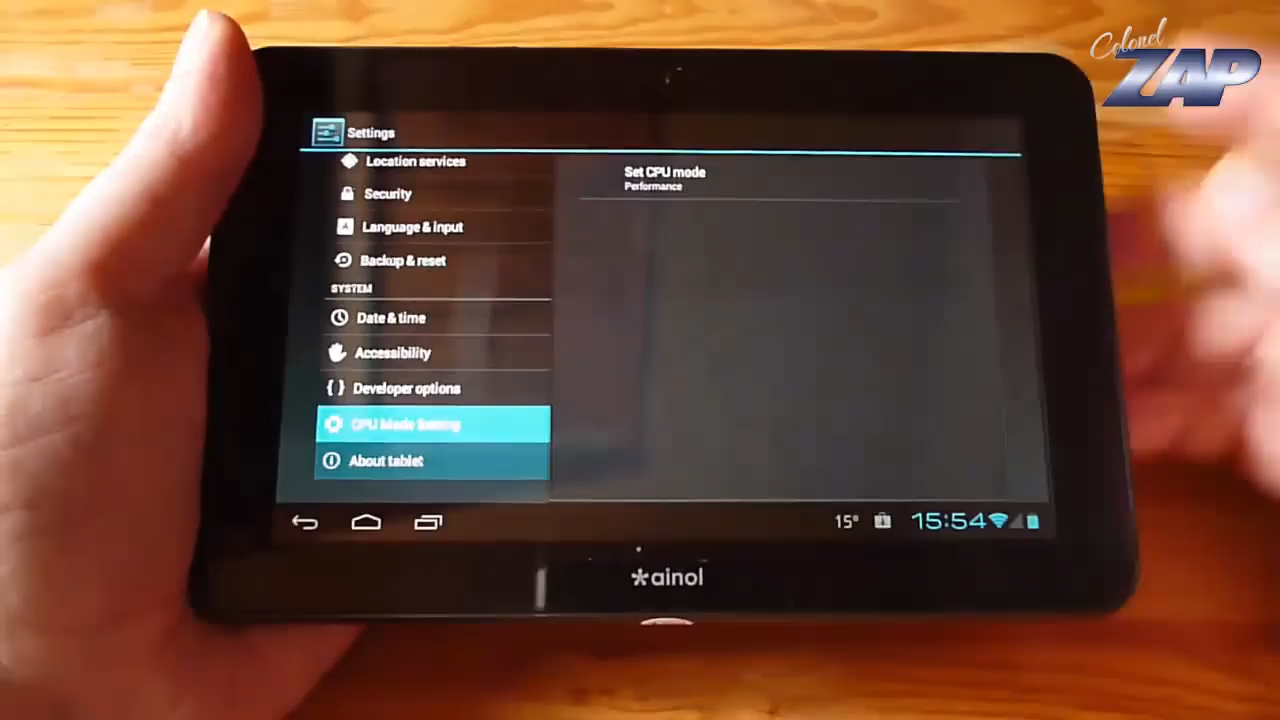 Colonel
ZAP
Settings
Location services
Security
Language & input
Backup & reset
SYSTEM
Date & time
Accessibility
Developer options
CPU Mode Setting
About tablet
Set CPU mode
Performance
15°
15:54
ainol